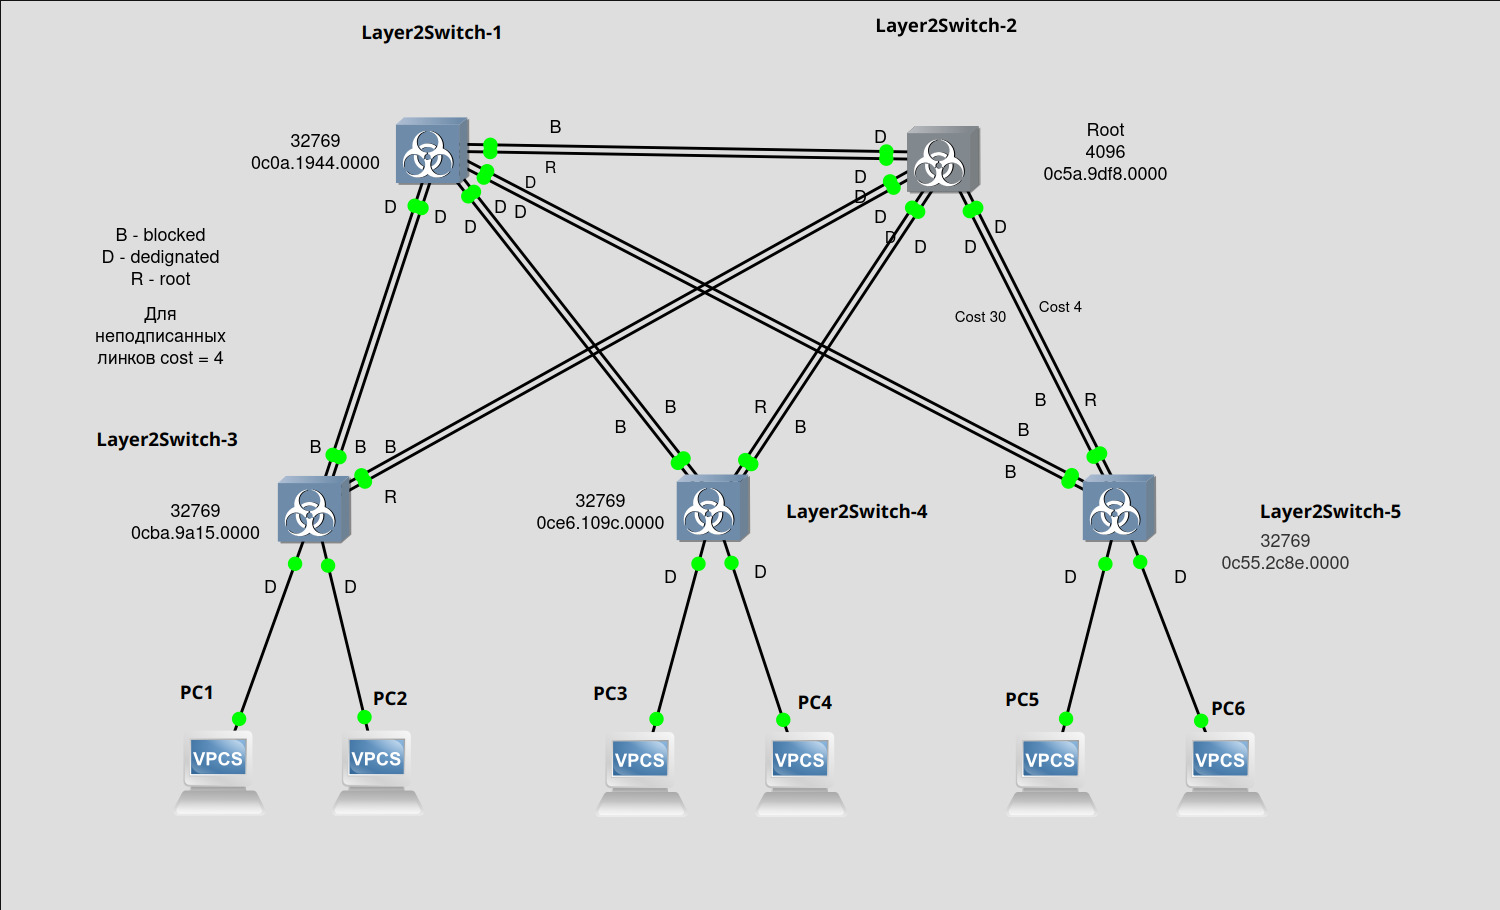 Layer2Switch-1
Layer2Switch-2
B
D
Root
4096
0c5a.9df8.0000
32769
0c0a.1944.0000
R
D
D
D
D
D
D
D
D
D
D
D
D
D
D
B - blocked
D - dedignated
R - root
Для
неподписанных
линков cost = 4
Cost 30
Cost 4
B
B
R
B
B
R
B
B
B
B
B
R
B
Layer2Switch-3
32769
0cba.9a15.0000
32769
0ce6.109c.0000
Layer2Switch-4
Layer2Switch-5
32769
0c55.2c8e.0000
D
D
D
D
D
D
PC1
PC2
PC3
PC4
PC5
PC6
VPCS
VPCS
VPCS
VPCS
VPCS
VPCS